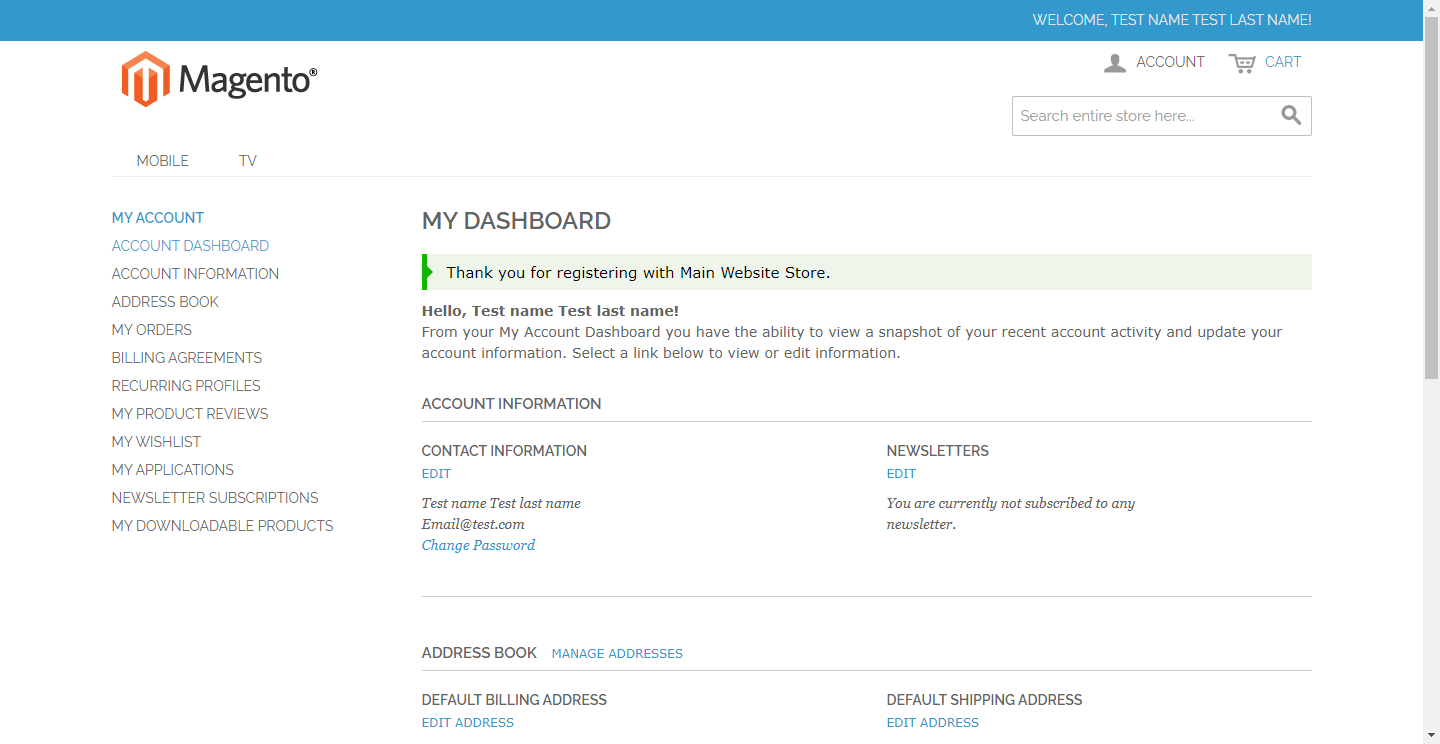 WELCOME, TEST NAME TEST LAST NAME!
Magento®
ACCOUNT
CART
Search entire store here...
MOBILE
TV
MY ACCOUNT
ACCOUNT DASHBOARD
ACCOUNT INFORMATION
ADDRESS BOOK
MY ORDERS
BILLING AGREEMENTS
RECURRING PROFILES
MY PRODUCT REVIEWS
MY WISHLIST
MY APPLICATIONS
NEWSLETTER SUBSCRIPTIONS
MY DOWNLOADABLE PRODUCTS
MY DASHBOARD
Thank you for registering with Main Website Store.
Hello, Test name Test last name!
From your My Account Dashboard you have the ability to view a snapshot of your recent account activity and update your
account information. Select a link below to view or edit information.
ACCOUNT INFORMATION
CONTACT INFORMATION
EDIT
Test name Test last name
Email@test.com
Change Password
NEWSLETTERS
EDIT
You are currently not subscribed to any
newsletter.
ADDRESS BOOK
MANAGE ADDRESSES
DEFAULT BILLING ADDRESS
EDIT ADDRESS
DEFAULT SHIPPING ADDRESS
EDIT ADDRESS